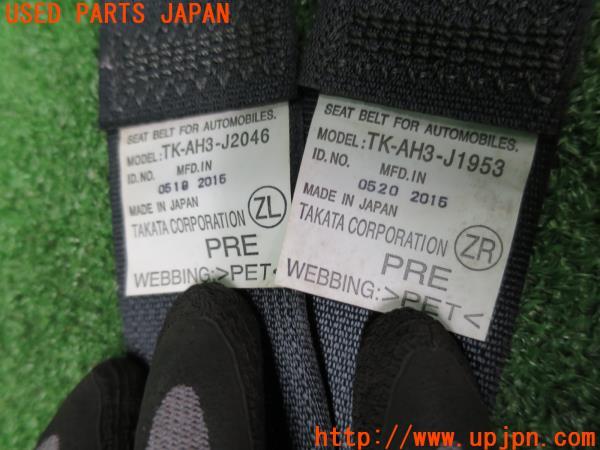 USED PARTS JAPAN
SEAT BELT FOR AUTOMOBILES.
MODEL:TK-AH3-J2046
ID.NO. MFD.IN
0519 2015
MADE IN JAPAN
TAKATA CORPORATION ZL
PRE
WEBBING:>PET<
SEAT BELT FOR AUTOMOBILES.
MODEL:TK-AH3-J1953
ID.NO. MFD.IN
0520 2015
MADE IN JAPAN
TAKATA CORPORATION ZR
PRE
WEBBING:>PET<
http://www.upjpn.com/